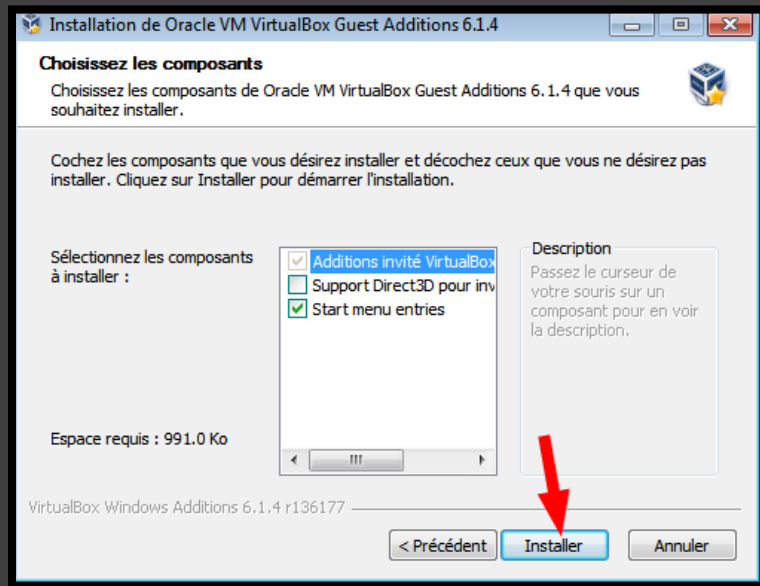 Installation de Oracle VM VirtualBox Guest Additions 6.1.4
Choisissez les composants
Choisissez les composants de Oracle VM VirtualBox Guest Additions 6.1.4 que vous
souhaitez installer.
Cochez les composants que vous désirez installer et décochez ceux que vous ne désirez pas
installer. Cliquez sur Installer pour démarrer l'installation.
Sélectionnez les composants
à installer :
Additions invité VirtualBox
Support Direct3D pour inv
Start menu entries
Description
Passez le curseur de
votre souris sur un
composant pour en voir
la description.
Espace requis : 991.0 Ko
VirtualBox Windows Additions 6.1.4 r136177
< Précédent
Installer
Annuler